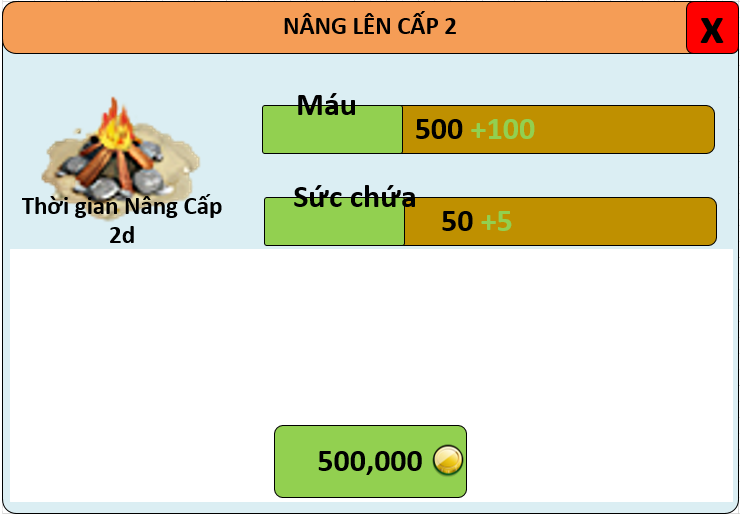 NÂNG LÊN CẤP 2
X
Máu
500 +100
Sức chứa
50 +5
Thời gian Nâng Cấp
2d
500,000